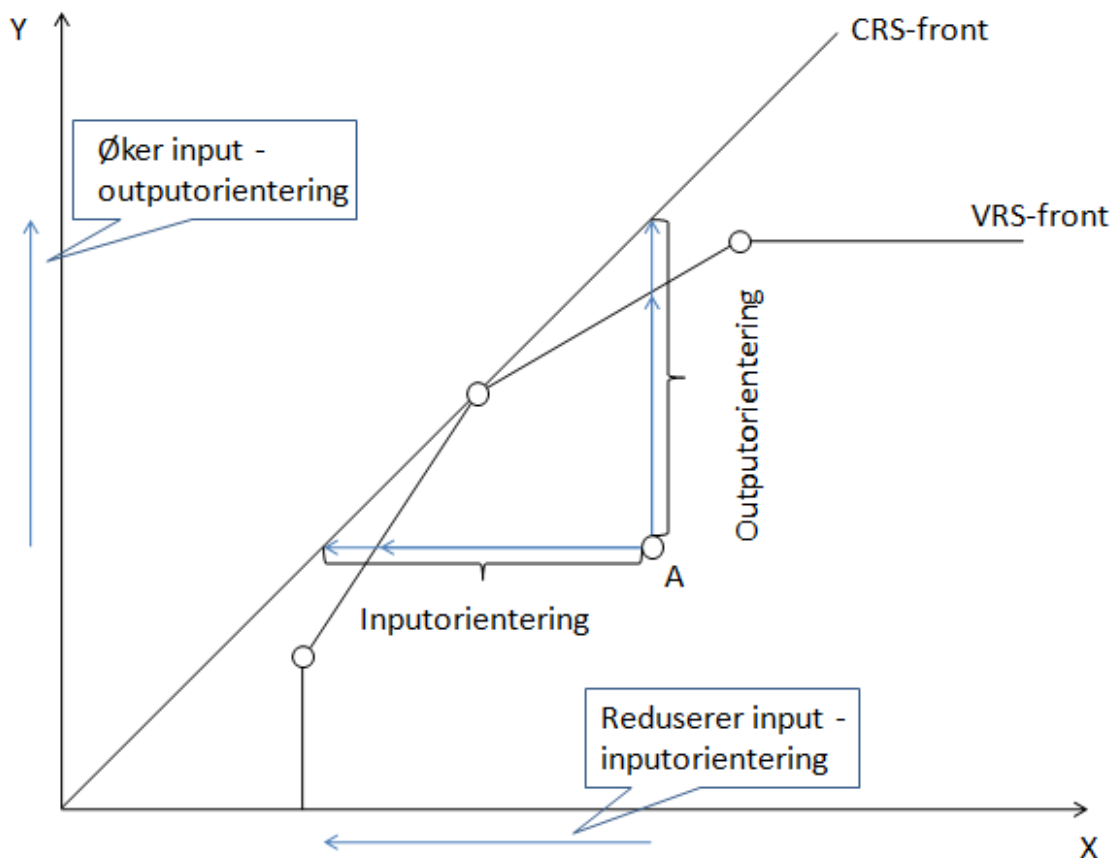 Y
CRS-front
Øker input -
outputorientering
VRS-front
Outputorientering
A
Inputorientering
Reduserer input -
inputorientering
X